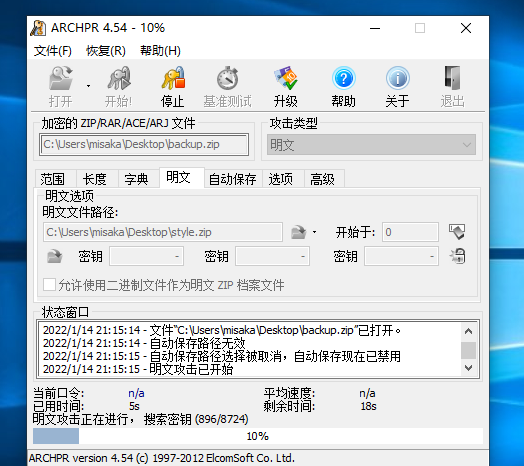 ARCHPR 4.54 - 10%
文件(F) 恢复(R) 帮助(H)
打开 开始! 停止 基准测试 升级 帮助 关于 退出
加密的 ZIP/RAR/ACE/ARJ 文件 攻击类型
C:\Users\misaka\Desktop\backup.zip 明文
范围 长度 字典 明文 自动保存 选项 高级
明文选项
明文文件路径:
C:\Users\misaka\Desktop\style.zip 开始于: 0
密钥 - 密钥 - 密钥 -
允许使用二进制文件作为明文 ZIP 档案文件
状态窗口
2022/1/14 21:15:14 - 文件“C:\Users\misaka\Desktop\backup.zip”已打开。
2022/1/14 21:15:14 - 自动保存路径无效
2022/1/14 21:15:15 - 自动保存路径选择被取消，自动保存现在已禁用
2022/1/14 21:15:15 - 明文攻击已开始
当前口令: n/a 平均速度: n/a
已用时间: 5s 剩余时间: 18s
明文攻击正在进行，搜索密钥 (896/8724)
10%
ARCHPR version 4.54 (c) 1997-2012 ElcomSoft Co. Ltd.